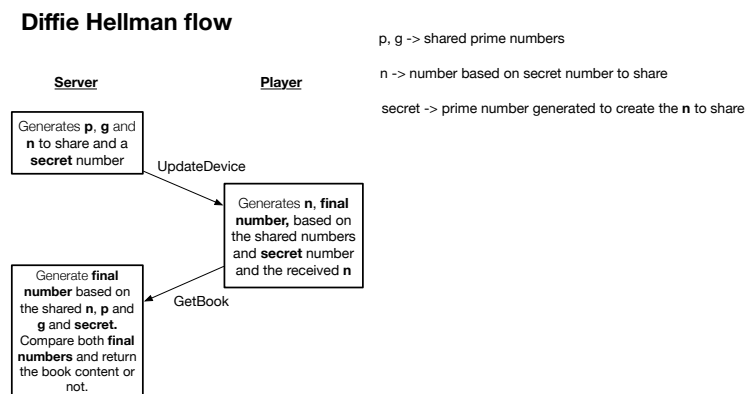 Diffie Hellman flow
p, g -> shared prime numbers
n -> number based on secret number to share
secret -> prime number generated to create the n to share
Server
Player
Generates p, g and
n to share and a
secret number
UpdateDevice
Generates n, final
number, based on
the shared numbers
and secret number
and the received n
GetBook
Generate final
number based on
the shared n, p and
g and secret.
Compare both final
numbers and return
the book content or
not.